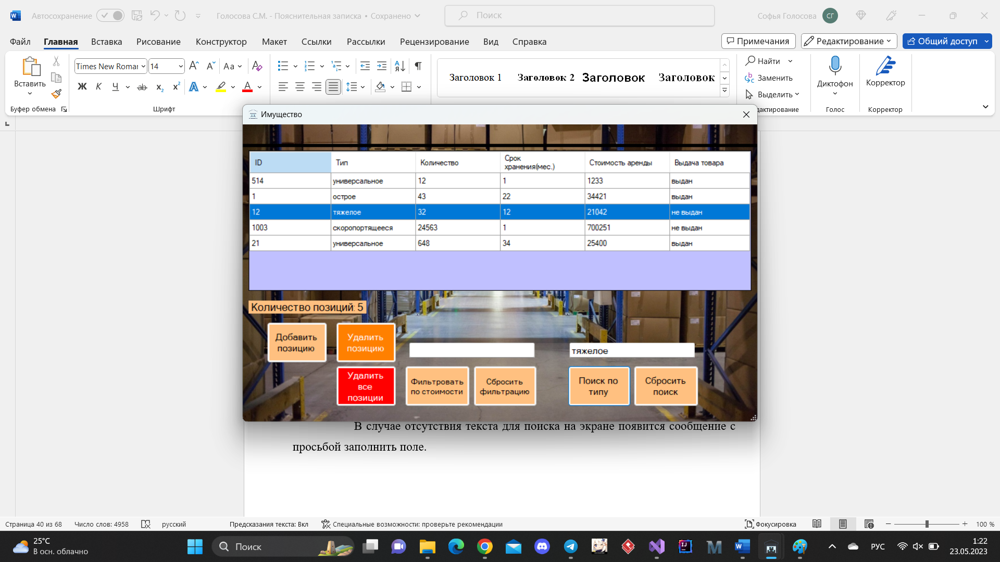 Автосохранение
Голосова С.М. - Пояснительная записка • Сохранено
Поиск
Софья Голосова
СГ
Файл Главная Вставка Рисование Конструктор Макет Ссылки Рассылки Рецензирование Вид Справка
Примечания
Редактирование
Общий доступ
Вставить
Буфер обмена
Times New Roman
14
Шрифт
Заголовок 1
Заголовок 2
Заголовок
Заголовок
Найти
Заменить
Выделить
дактирование
Диктофон
Голос
Корректор
Корректор
Имущество
ID Тип Количество Срок хранения(мес.) Стоимость аренды Выдача товара
514 универсальное 12 1 1233 выдан
1 острое 43 22 34421 выдан
12 тяжелое 32 12 21042 не выдан
1003 скоропортящееся 24563 1 700251 не выдан
21 универсальное 648 34 25400 выдан
Количество позиций: 5
Добавить
позицию
Удалить
позицию
тяжелое
Удалить
все
позиции
Фильтровать
по стоимости
Сбросить
фильтрацию
Поиск по
типу
Сбросить
поиск
В случае отсутствия текста для поиска на экране появится сообщение с
просьбой заполнить поле.
Страница 40 из 68
Число слов: 4958
русский
Предсказания текста: Вкл
Специальные возможности: проверьте рекомендации
Фокусировка
100 %
25°C
В осн. облачно
Поиск
РУС
1:22
23.05.2023